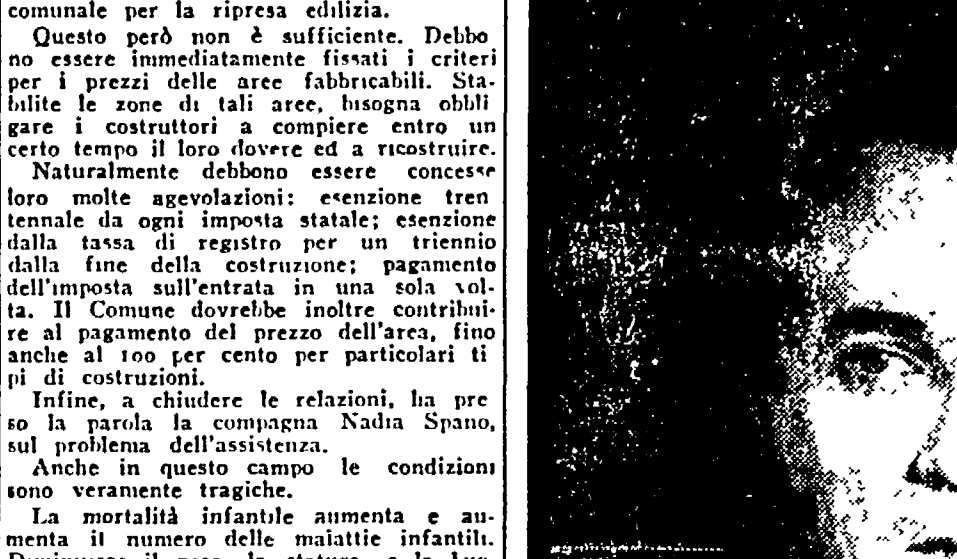 comunale per la ripresa edilizia.
Questo però non è sufficiente. Debbo
no essere immediatamente fissati i criteri
per i prezzi delle aree fabbricabili. Sta-
bilite le zone di tali aree, bisogna obbli
gare i costruttori a compiere entro un
certo tempo il loro dovere ed a ricostruire.
Naturalmente debbono essere concesse
loro molte agevolazioni: esenzione tren
tennale da ogni imposta statale; esenzione
dalla tassa di registro per un triennio
dalla fine della costruzione; pagamento
dell'imposta sull'entrata in una sola vol-
ta. Il Comune dovrebbe inoltre contribui-
re al pagamento del prezzo dell'area, fino
anche al 100 per cento per particolari ti
pi di costruzioni.
Infine, a chiudere le relazioni, ha pre
so la parola la compagna Nadia Spano,
sul problema dell'assistenza.
Anche in questo campo le condizioni
sono veramente tragiche.
La mortalità infantile aumenta e au-
menta il numero delle malattie infantili.
il peso, la statura, e la